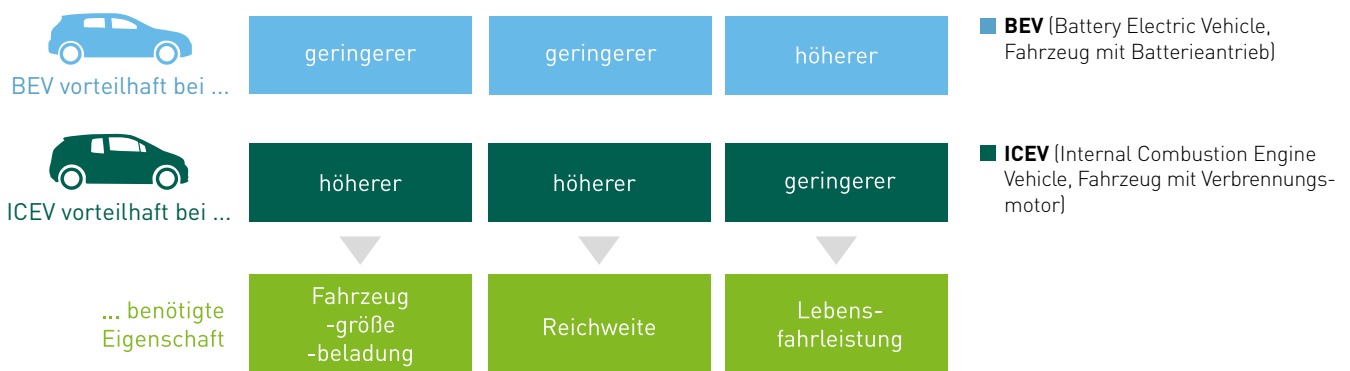 BEV vorteilhaft bei ...
geringerer
geringerer
höherer
BEV (Battery Electric Vehicle,
Fahrzeug mit Batterieantrieb)
ICEV vorteilhaft bei ...
höherer
höherer
geringerer
ICEV (Internal Combustion Engine
Vehicle, Fahrzeug mit Verbrennungs-
motor)
... benötigte
Eigenschaft
Fahrzeug
-größe
-beladung
Reichweite
Lebens-
fahrleistung